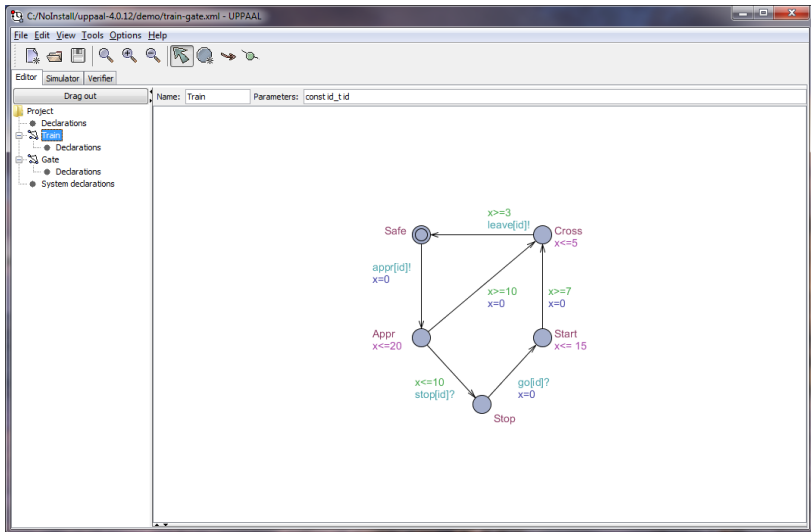 C:/NoInstall/uppaal-4.0.12/demo/train-gate.xml - UPPAAL
File Edit View Tools Options Help
Editor Simulator Verifier
Drag out
Name: Train Parameters: const id_t id
Project
Declarations
Train
Declarations
Gate
Declarations
System declarations
x>=3
leave[id]!
Safe
Cross
x<=5
appr[id]!
x=0
x>=10
x=0
x>=7
x=0
Appr
x<=20
Start
x<= 15
x<=10
stop[id]?
go[id]?
x=0
Stop